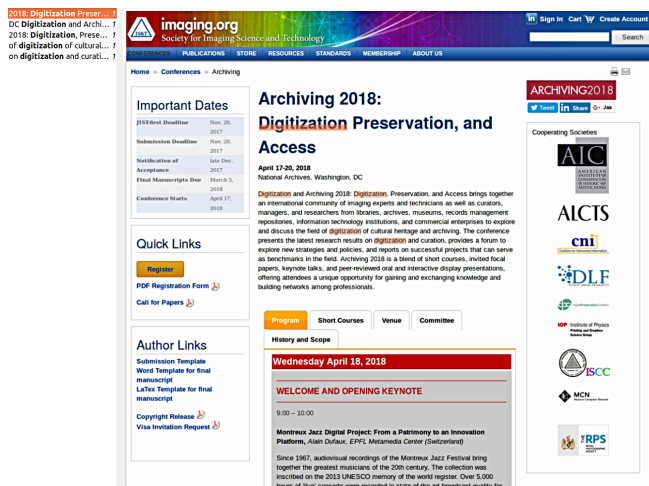 2018: Digitization Preser... 1
DC Digitization and Archi... 1
2018: Digitization, Prese... 1
of digitization of cultural... 1
on digitization and curati... 1
imaging.org
Society for Imaging Science and Technology
IS&T
Sign In Cart Create Account
Search
CONFERENCES PUBLICATIONS STORE RESOURCES STANDARDS MEMBERSHIP ABOUT US
Home » Conferences » Archiving
Important Dates
JIST-first Deadline Nov. 20, 2017
Submission Deadline Nov. 20, 2017
Notification of Acceptance late Dec. 2017
Final Manuscripts Due March 5, 2018
Conference Starts April 17, 2018
Quick Links
Register
PDF Registration Form
Call for Papers
Author Links
Submission Template
Word Template for final
manuscript
LaTex Template for final
manuscript
Copyright Release
Visa Invitation Request
Archiving 2018:
Digitization Preservation, and
Access
April 17-20, 2018
National Archives, Washington, DC
Digitization and Archiving 2018: Digitization, Preservation, and Access brings together
an international community of imaging experts and technicians as well as curators,
managers, and researchers from libraries, archives, museums, records management
repositories, information technology institutions, and commercial enterprises to explore
and discuss the field of digitization of cultural heritage and archiving. The conference
presents the latest research results on digitization and curation, provides a forum to
explore new strategies and policies, and reports on successful projects that can serve
as benchmarks in the field. Archiving 2018 is a blend of short courses, invited focal
papers, keynote talks, and peer-reviewed oral and interactive display presentations,
offering attendees a unique opportunity for gaining and exchanging knowledge and
building networks among professionals.
Program Short Courses Venue Committee
History and Scope
Wednesday April 18, 2018
WELCOME AND OPENING KEYNOTE
9:00 – 10:00
Montreux Jazz Digital Project: From a Patrimony to an Innovation
Platform, Alain Dufaux, EPFL Metamedia Center (Switzerland)
Since 1967, audiovisual recordings of the Montreux Jazz Festival bring
together the greatest musicians of the 20th century. The collection was
inscribed on the 2013 UNESCO memory of the world register. Over 5,000
ARCHIVING2018
Tweet Share G+
Cooperating Societies
AIC
AMERICAN
INSTITUTE OF
CONSERVATION
ALCTS
cni
DLF
IOP Institute of Physics
Printing and Graphics
Science Group
ISCC
MCN
THE RPS